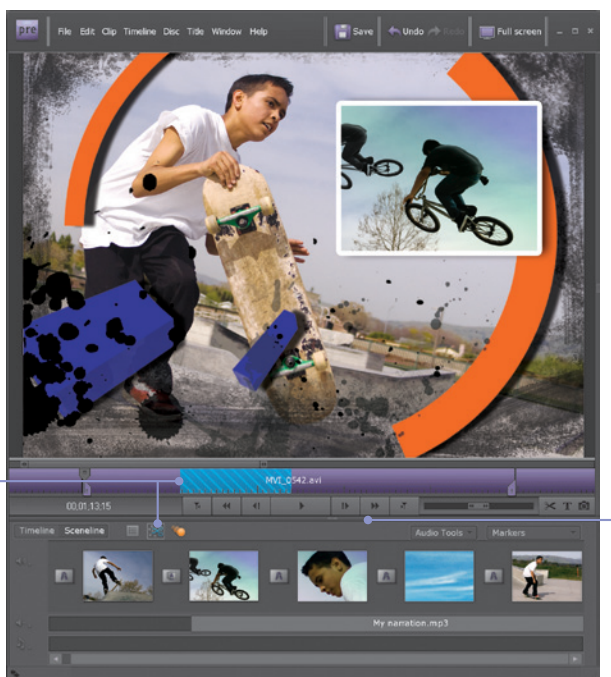 pre File Edit Clip Timeline Disc Title Window Help Save Undo Redo Full screen
MVI_0542.avi
00;01,13;15 T
Timeline Sceneline Audio Tools Markers
A A A A
My narration.mp3